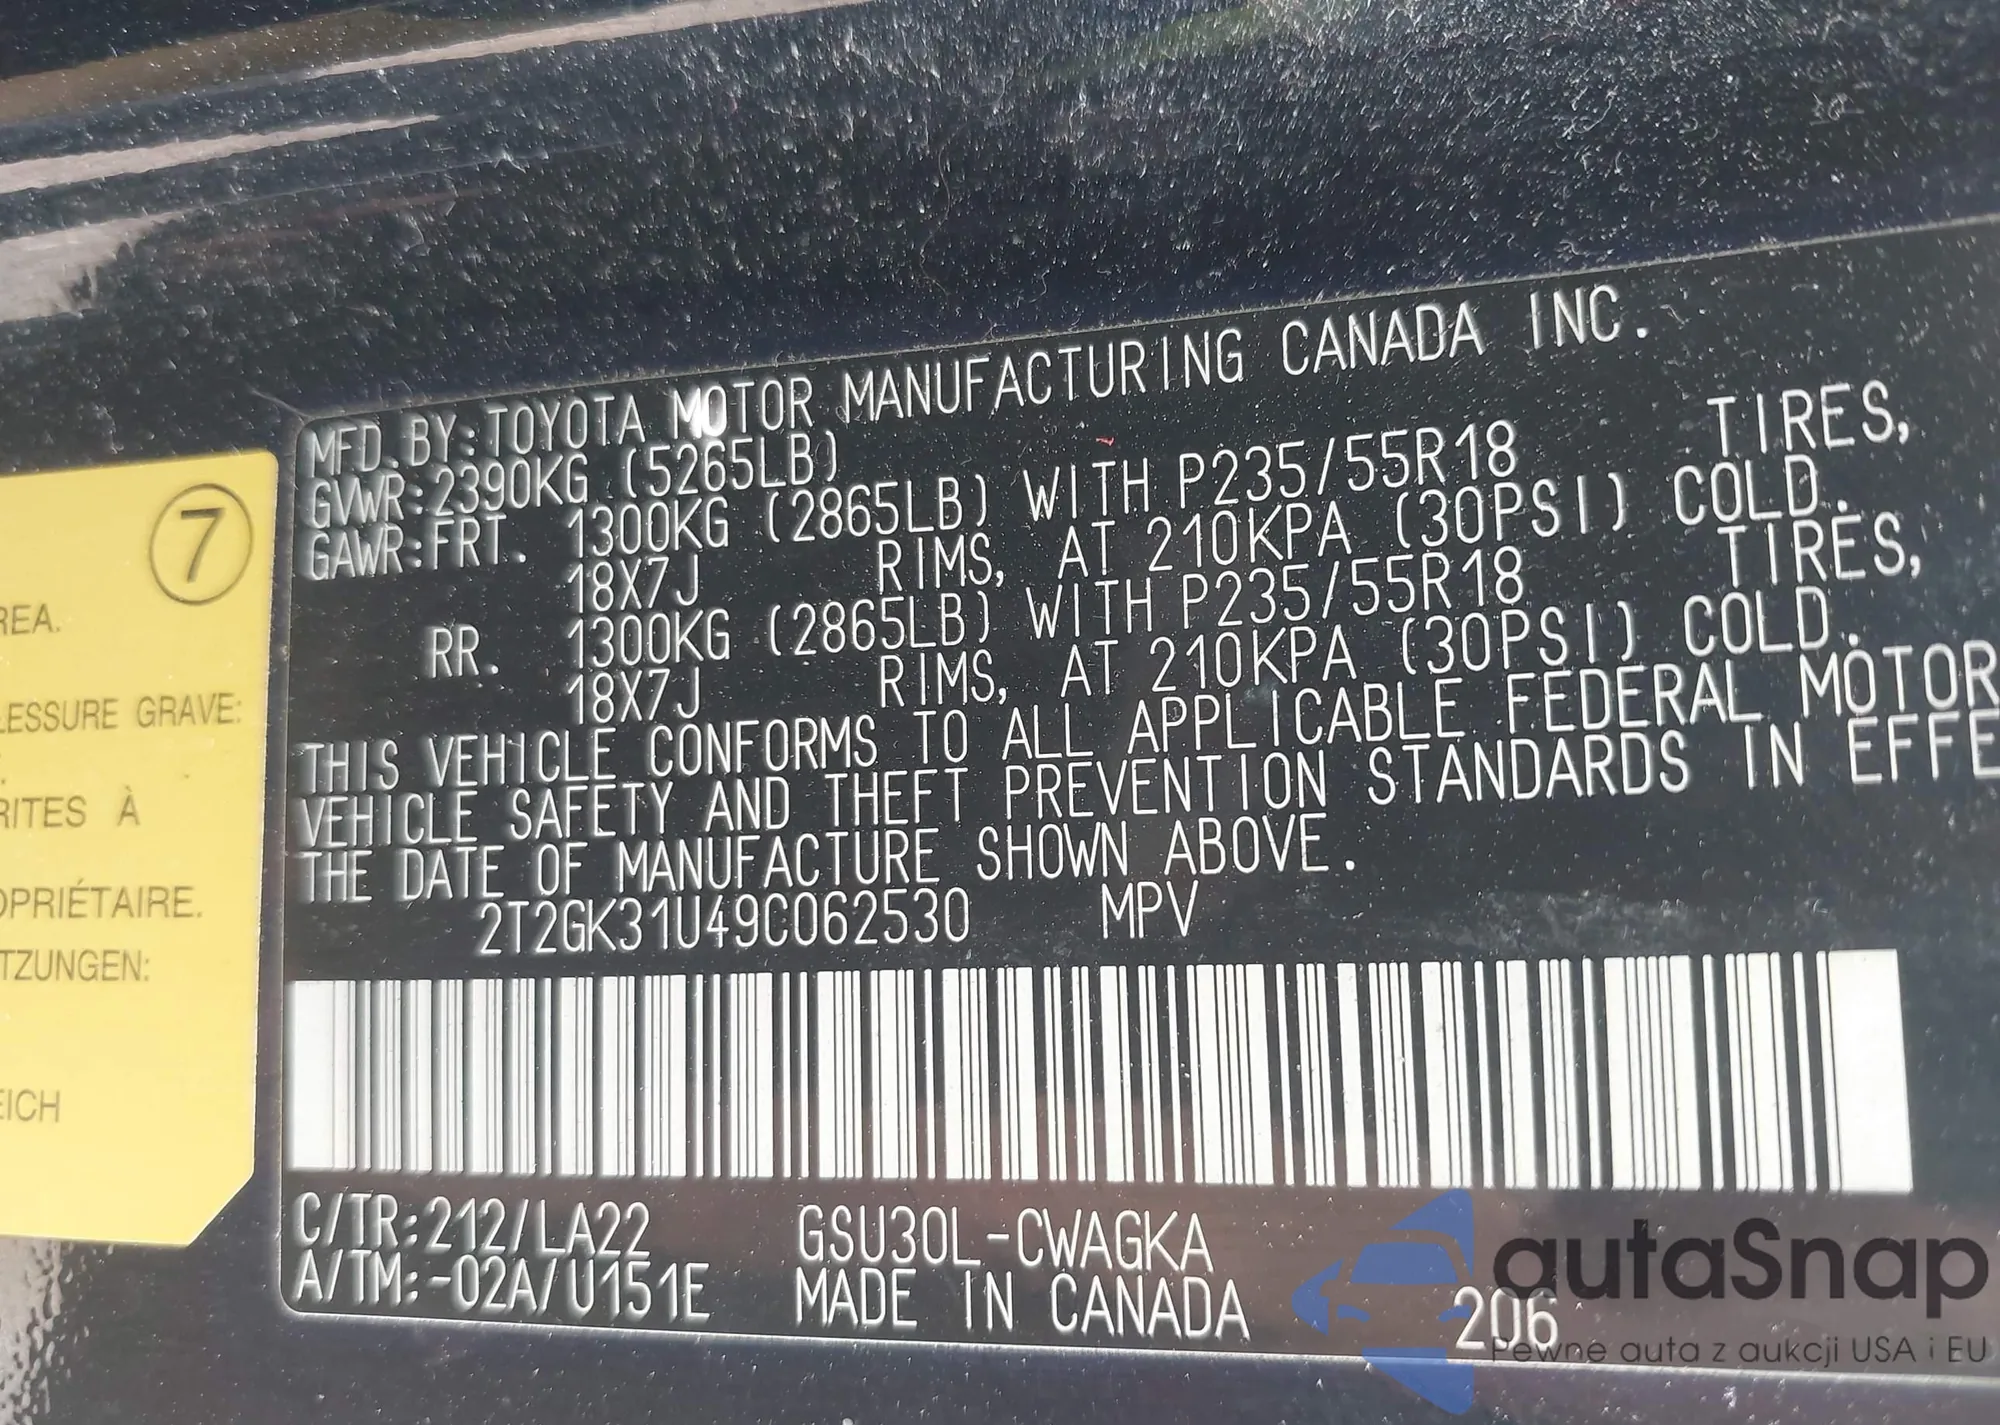 7
REA.
LESSURE GRAVE:
RITES À
OPRIÉTAIRE.
TZUNGEN:
EICH
MFD.BY:TOYOTA MOTOR MANUFACTURING CANADA INC.
GVWR:2390KG (5265LB)
GAWR:FRT. 1300KG (2865LB) WITH P235/55R18 TIRES,
18X7J RIMS, AT 210KPA (30PSI) COLD.
RR. 1300KG (2865LB) WITH P235/55R18 TIRES,
18X7J RIMS, AT 210KPA (30PSI) COLD.
THIS VEHICLE CONFORMS TO ALL APPLICABLE FEDERAL MOTOR
VEHICLE SAFETY AND THEFT PREVENTION STANDARDS IN EFFE
THE DATE OF MANUFACTURE SHOWN ABOVE.
2T2GK31U49C062530 MPV
C/TR:212/LA22 GSU30L-CWAGKA
A/TM:-02A/U151E MADE IN CANADA 206
autaSnap
Pewne auta z aukcji USA i EU